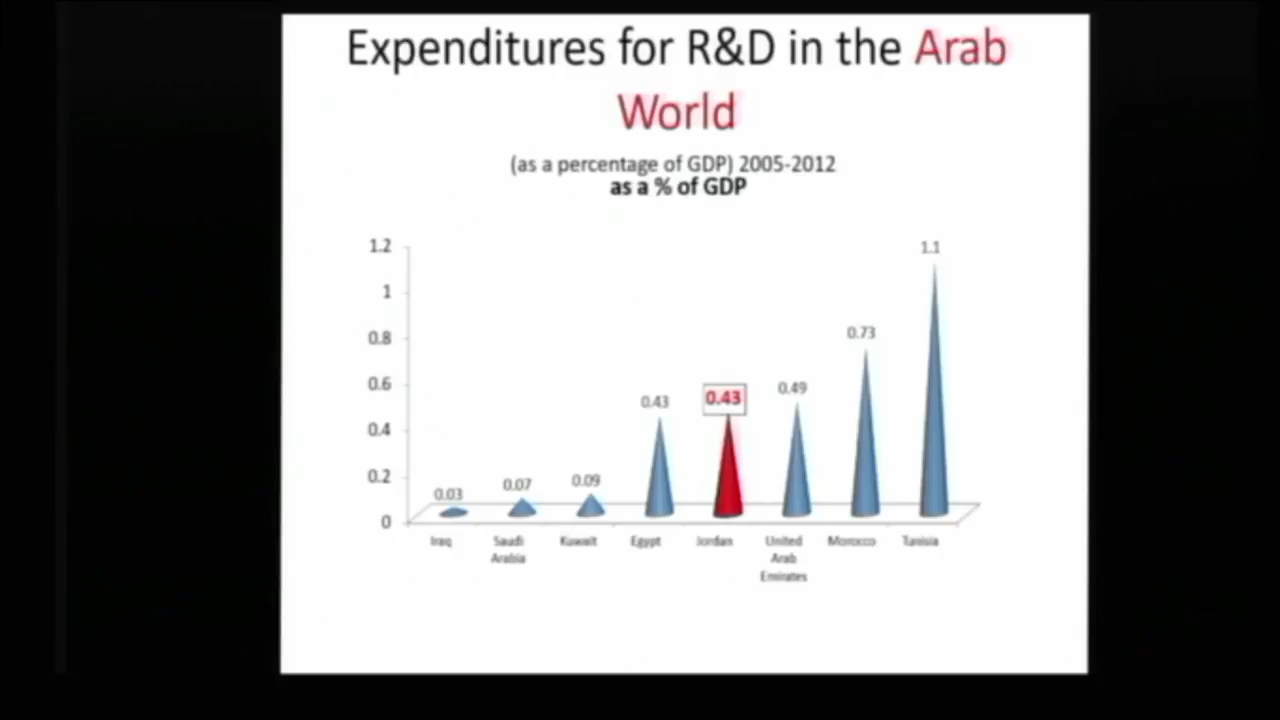 Expenditures for R&D in the Arab
World
(as a percentage of GDP) 2005-2012
as a % of GDP
1.2
1
0.8
0.6
0.4
0.2
0
0.03
0.07
0.09
0.43
0.43
0.49
0.73
1.1
Iraq
Saudi
Arabia
Kuwait
Egypt
Jordan
United
Arab
Emirates
Morocco
Tunisia